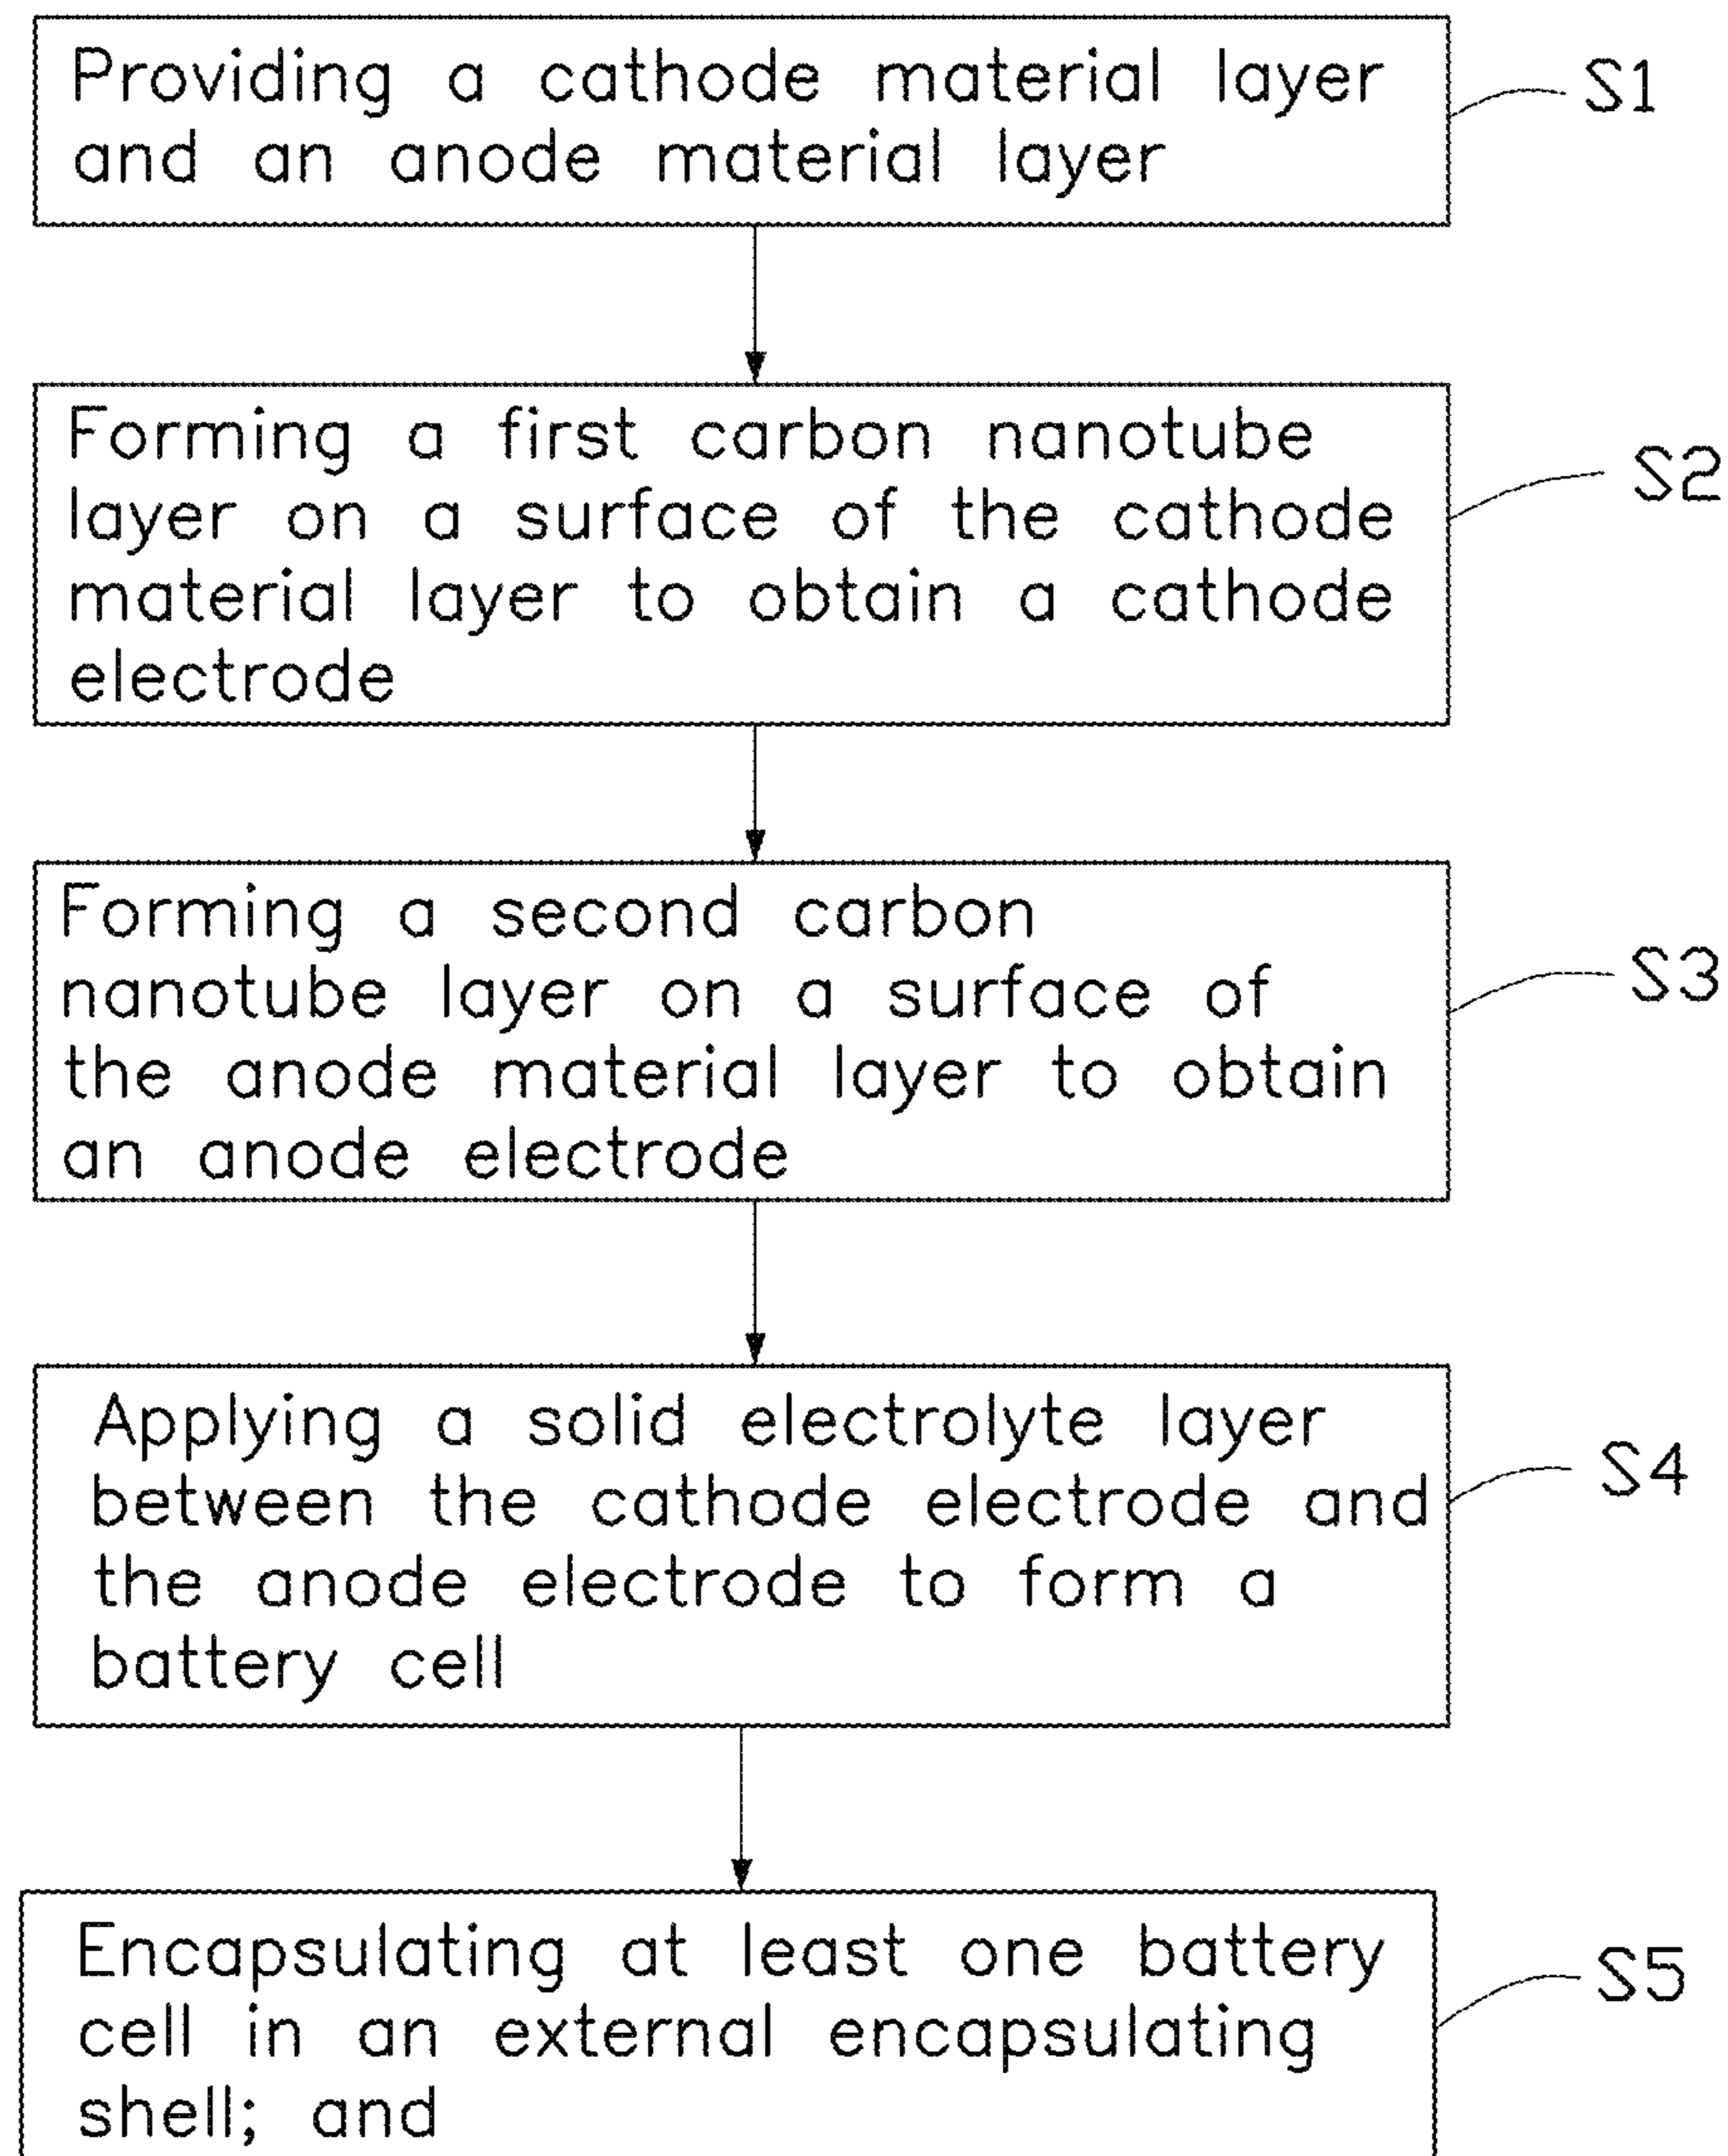 Providing a cathode material layer
and an anode material layer
S1
Forming a first carbon nanotube
layer on a surface of the cathode
material layer to obtain a cathode
electrode
S2
Forming a second carbon
nanotube layer on a surface of
the anode material layer to obtain
an anode electrode
S3
Applying a solid electrolyte layer
between the cathode electrode and
the anode electrode to form a
battery cell
S4
Encapsulating at least one battery
cell in an external encapsulating
shell; and
S5